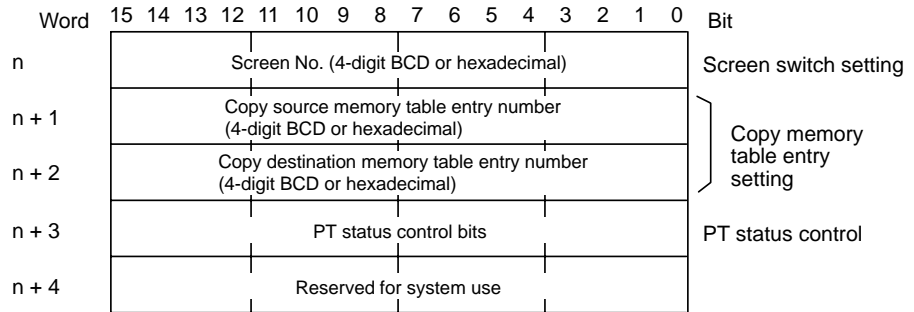 Word 15 14 13 12 11 10 9 8 7 6 5 4 3 2 1 0 Bit
n Screen No. (4-digit BCD or hexadecimal) Screen switch setting
n + 1 Copy source memory table entry number
(4-digit BCD or hexadecimal)
n + 2 Copy destination memory table entry number
(4-digit BCD or hexadecimal)
Copy memory
table entry
setting
n + 3 PT status control bits PT status control
n + 4 Reserved for system use